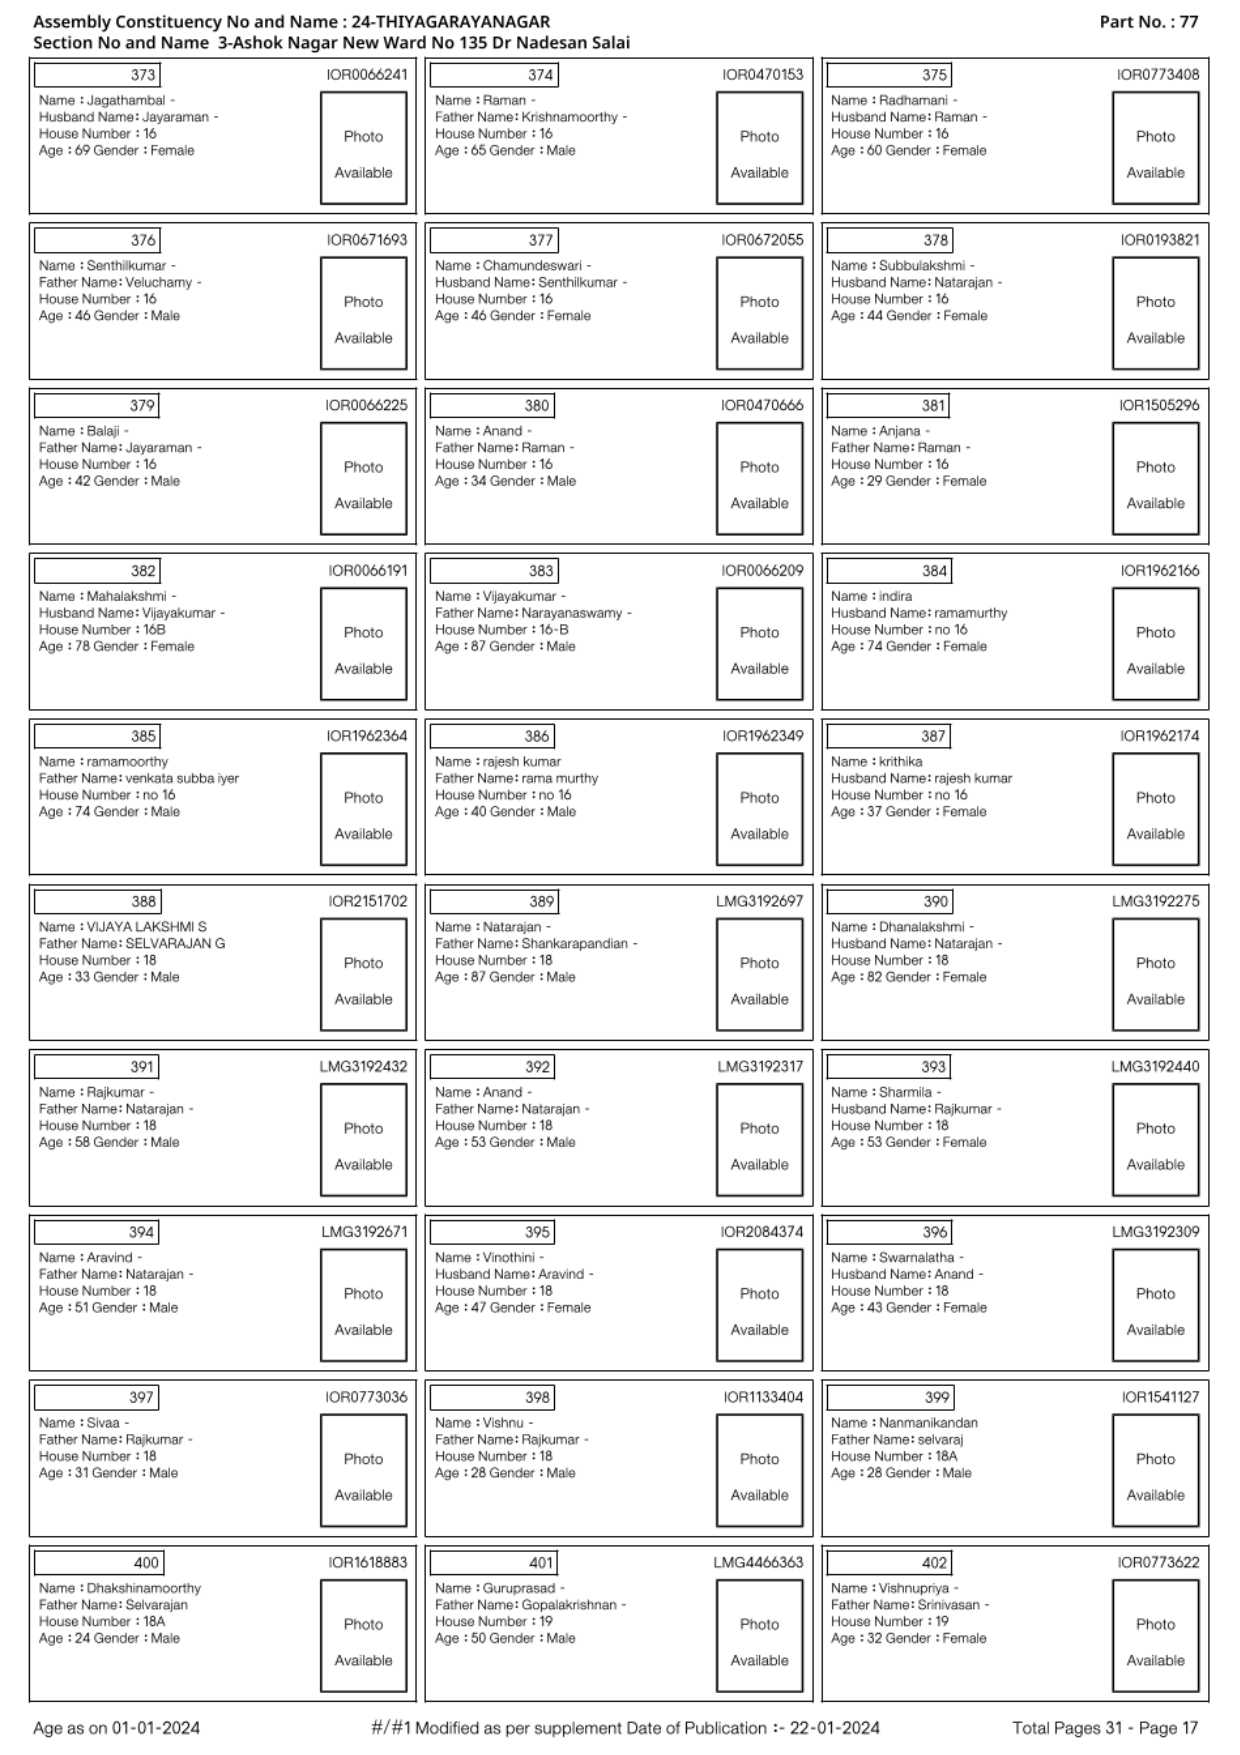 Assembly Constituency No and Name : 24-THIYAGARAYANAGAR
Part No. : 77
Section No and Name 3-Ashok Nagar New Ward No 135 Dr Nadesan Salai
373
IOR0066241
Name : Jagathambal -
Husband Name: Jayaraman -
House Number : 16
Age : 69 Gender : Female
Photo
Available
374
IOR0470153
Name : Raman -
Father Name: Krishnamoorthy -
House Number : 16
Age : 65 Gender : Male
Photo
Available
375
IOR0773408
Name : Radhamani -
Husband Name: Raman -
House Number : 16
Age : 60 Gender : Female
Photo
Available
376
IOR0671693
Name : Senthilkumar -
Father Name: Veluchamy -
House Number : 16
Age : 46 Gender : Male
Photo
Available
377
IOR0672055
Name : Chamundeswari -
Husband Name: Senthilkumar -
House Number : 16
Age : 46 Gender : Female
Photo
Available
378
IOR0193821
Name : Subbulakshmi -
Husband Name: Natarajan -
House Number : 16
Age : 44 Gender : Female
Photo
Available
379
IOR0066225
Name : Balaji -
Father Name: Jayaraman -
House Number : 16
Age : 42 Gender : Male
Photo
Available
380
IOR0470666
Name : Anand -
Father Name: Raman -
House Number : 16
Age : 34 Gender : Male
Photo
Available
381
IOR1505296
Name : Anjana -
Father Name: Raman -
House Number : 16
Age : 29 Gender : Female
Photo
Available
382
IOR0066191
Name : Mahalakshmi -
Husband Name: Vijayakumar -
House Number : 16B
Age : 78 Gender : Female
Photo
Available
383
IOR0066209
Name : Vijayakumar -
Father Name: Narayanaswamy -
House Number : 16-B
Age : 87 Gender : Male
Photo
Available
384
IOR1962166
Name : indira
Husband Name: ramamurthy
House Number : no 16
Age : 74 Gender : Female
Photo
Available
385
IOR1962364
Name : ramamoorthy
Father Name: venkata subba iyer
House Number : no 16
Age : 74 Gender : Male
Photo
Available
386
IOR1962349
Name : rajesh kumar
Father Name: rama murthy
House Number : no 16
Age : 40 Gender : Male
Photo
Available
387
IOR1962174
Name : krithika
Husband Name: rajesh kumar
House Number : no 16
Age : 37 Gender : Female
Photo
Available
388
IOR2151702
Name : VIJAYA LAKSHMI S
Father Name: SELVARAJAN G
House Number : 18
Age : 33 Gender : Male
Photo
Available
389
LMG3192697
Name : Natarajan -
Father Name: Shankarapandian -
House Number : 18
Age : 87 Gender : Male
Photo
Available
390
LMG3192275
Name : Dhanalakshmi -
Husband Name: Natarajan -
House Number : 18
Age : 82 Gender : Female
Photo
Available
391
LMG3192432
Name : Rajkumar -
Father Name: Natarajan -
House Number : 18
Age : 58 Gender : Male
Photo
Available
392
LMG3192317
Name : Anand -
Father Name: Natarajan -
House Number : 18
Age : 53 Gender : Male
Photo
Available
393
LMG3192440
Name : Sharmila -
Husband Name: Rajkumar -
House Number : 18
Age : 53 Gender : Female
Photo
Available
394
LMG3192671
Name : Aravind -
Father Name: Natarajan -
House Number : 18
Age : 51 Gender : Male
Photo
Available
395
IOR2084374
Name : Vinothini -
Husband Name: Aravind -
House Number : 18
Age : 47 Gender : Female
Photo
Available
396
LMG3192309
Name : Swarnalatha -
Husband Name: Anand -
House Number : 18
Age : 43 Gender : Female
Photo
Available
397
IOR0773036
Name : Sivaa -
Father Name: Rajkumar -
House Number : 18
Age : 31 Gender : Male
Photo
Available
398
IOR1133404
Name : Vishnu -
Father Name: Rajkumar -
House Number : 18
Age : 28 Gender : Male
Photo
Available
399
IOR1541127
Name : Nanmanikandan
Father Name: selvaraj
House Number : 18A
Age : 28 Gender : Male
Photo
Available
400
IOR1618883
Name : Dhakshinamoorthy
Father Name: Selvarajan
House Number : 18A
Age : 24 Gender : Male
Photo
Available
401
LMG4466363
Name : Guruprasad -
Father Name: Gopalakrishnan -
House Number : 19
Age : 50 Gender : Male
Photo
Available
402
IOR0773622
Name : Vishnupriya -
Father Name: Srinivasan -
House Number : 19
Age : 32 Gender : Female
Photo
Available
Age as on 01-01-2024
#/#1 Modified as per supplement Date of Publication :- 22-01-2024
Total Pages 31 - Page 17